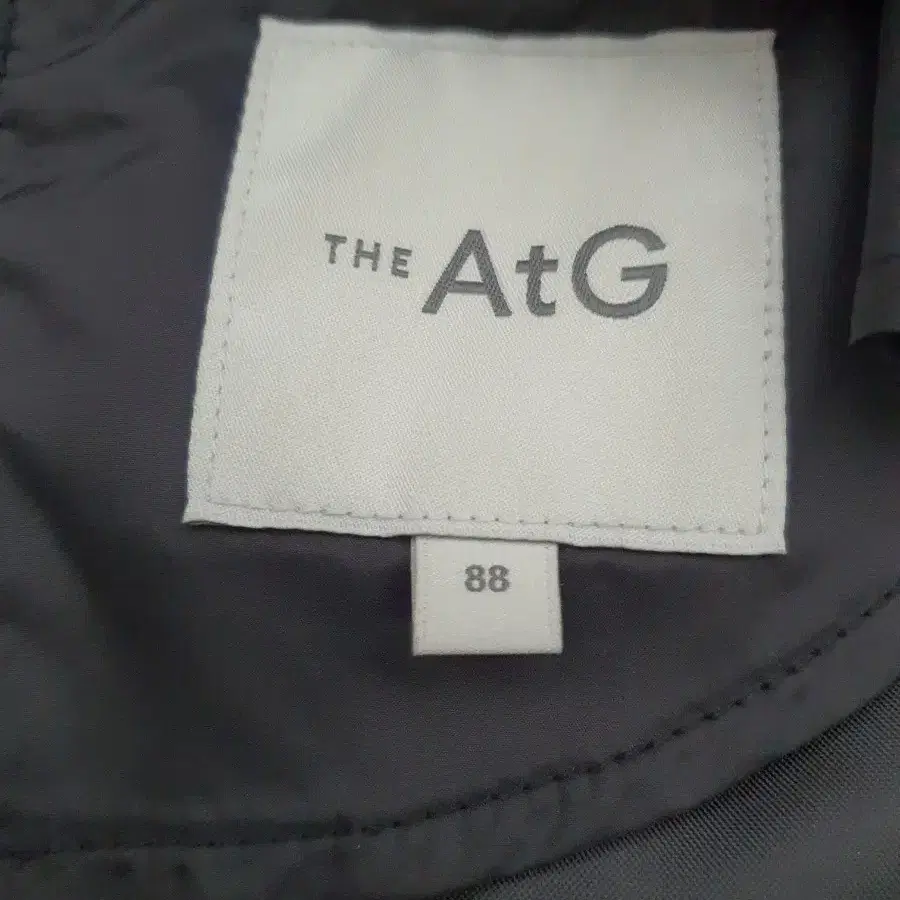 THE AtG
88